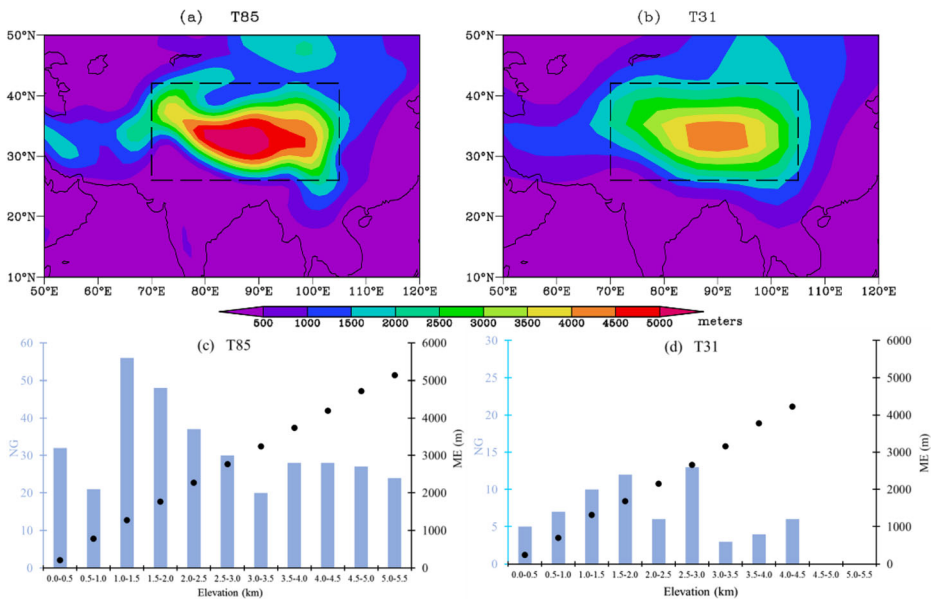 (a) T85
(b) T31
50°N
40°N
30°N
20°N
10°N
50°E 60°E 70°E 80°E 90°E 100°E 120°E
50°N
40°N
30°N
20°N
10°N
50°E 60°E 70°E 80°E 90°E 100°E 120°E
500 1000 1500 2000 2500 3000 3500 4000 4500 5000 meters
(c) T85
60
50
40
30
20
10
0
NG
6000
5000
4000
3000
2000
1000
0
ME (m)
0.0-0.5 0.5-1.0 1.0-1.5 1.5-2.0 2.0-2.5 2.5-3.0 3.0-3.5 3.5-4.0 4.0-4.5 4.5-5.0 5.0-5.5
Elevation (km)
(d) T31
30
25
20
15
10
5
0
NG
6000
5000
4000
3000
2000
1000
0
ME (m)
0.0-0.5 0.5-1.0 1.0-1.5 1.5-2.0 2.0-2.5 2.5-3.0 3.0-3.5 3.5-4.0 4.0-4.5 4.5-5.0 5.0-5.5
Elevation (km)